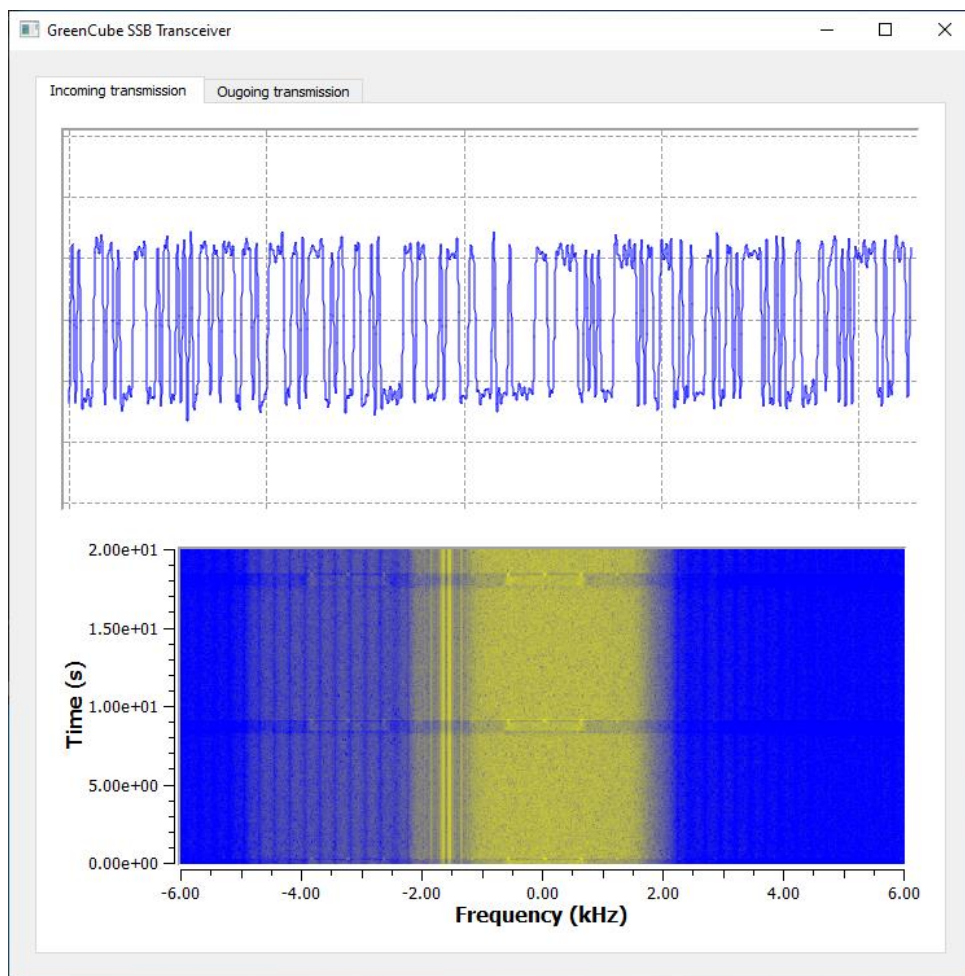 GreenCube SSB Transceiver
Incoming transmission
Ougoing transmission
2.00e+01
1.50e+01
1.00e+01
5.00e+00
0.00e+00
Time (s)
-6.00 -4.00 -2.00 0.00 2.00 4.00 6.00
Frequency (kHz)